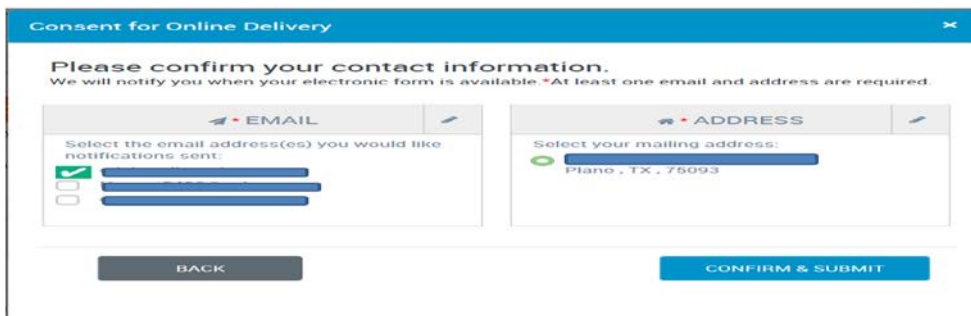 Consent for Online Delivery
Please confirm your contact information.
We will notify you when your electronic form is available.*At least one email and address are required.
* EMAIL
Select the email address(es) you would like
notifications sent:
* ADDRESS
Select your mailing address:
Plano , TX , 75093
BACK
CONFIRM & SUBMIT